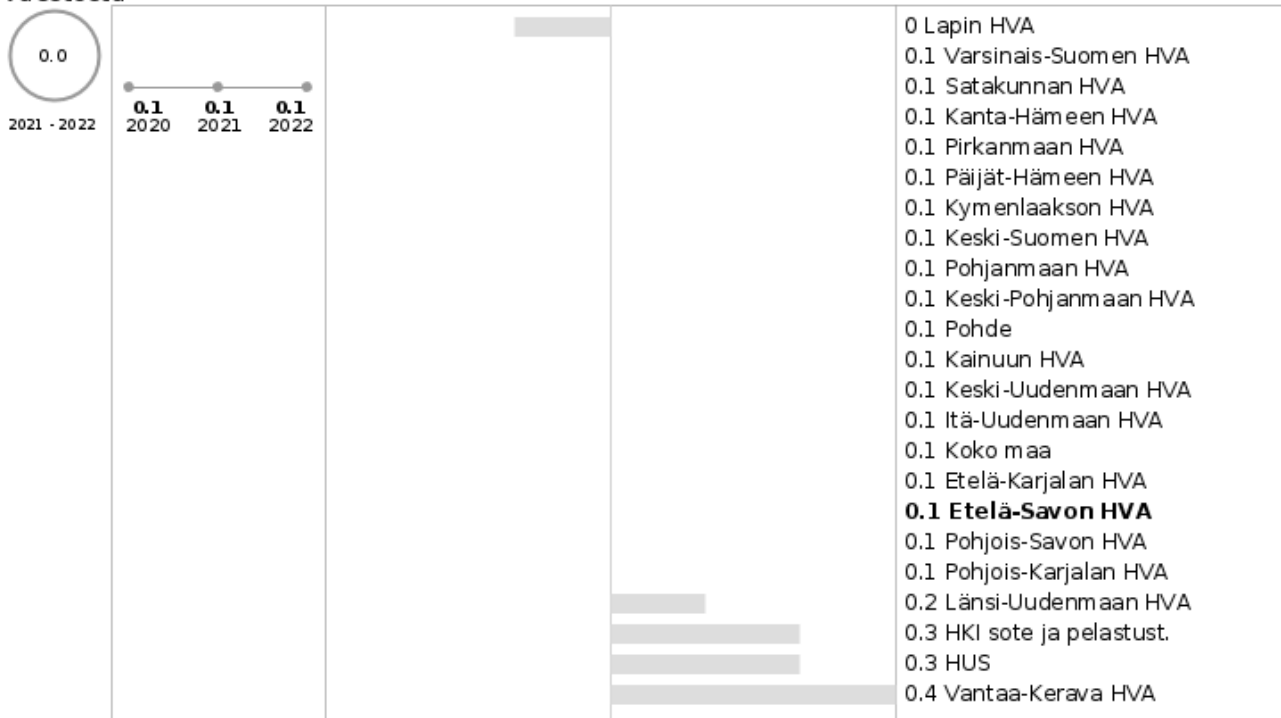 0.0
2021 - 2022
0.1 0.1 0.1
2020 2021 2022
0 Lapin HVA
0.1 Varsinais-Suomen HVA
0.1 Satakunnan HVA
0.1 Kanta-Hämeen HVA
0.1 Pirkanmaan HVA
0.1 Päijät-Hämeen HVA
0.1 Kymenlaakson HVA
0.1 Keski-Suomen HVA
0.1 Pohjanmaan HVA
0.1 Keski-Pohjanmaan HVA
0.1 Pohde
0.1 Kainuun HVA
0.1 Keski-Uudenmaan HVA
0.1 Itä-Uudenmaan HVA
0.1 Koko maa
0.1 Etelä-Karjalan HVA
0.1 Etelä-Savon HVA
0.1 Pohjois-Savon HVA
0.1 Pohjois-Karjalan HVA
0.2 Länsi-Uudenmaan HVA
0.3 HKI sote ja pelastust.
0.3 HUS
0.4 Vantaa-Kerava HVA